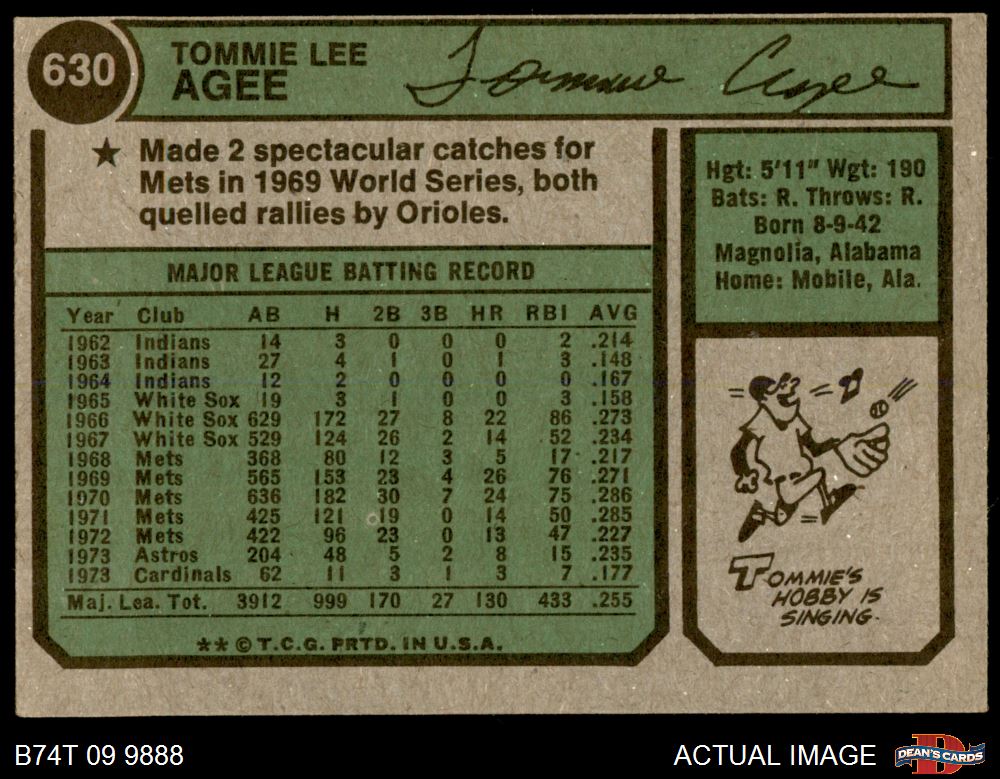 630
TOMMIE LEE
AGEE
Tommie Agee
★ Made 2 spectacular catches for
Mets in 1969 World Series, both
quelled rallies by Orioles.
MAJOR LEAGUE BATTING RECORD
Year Club AB H 2B 3B HR RBI AVG
1962 Indians 14 3 0 0 0 2 .214
1963 Indians 27 4 1 0 1 3 .148
1964 Indians 12 2 0 0 0 0 .167
1965 White Sox 19 3 1 0 0 3 .158
1966 White Sox 629 172 27 8 22 86 .273
1967 White Sox 529 124 26 2 14 52 .234
1968 Mets 368 80 12 3 5 17 .217
1969 Mets 565 153 23 4 26 76 .271
1970 Mets 636 182 30 7 24 75 .286
1971 Mets 425 121 19 0 14 50 .285
1972 Mets 422 96 23 0 13 47 .227
1973 Astros 204 48 5 2 8 15 .235
1973 Cardinals 62 11 3 1 3 7 .177
Maj. Lea. Tot. 3912 999 170 27 130 433 .255
** © T.C.G. PRTD. IN U.S.A.
Hgt: 5'11" Wgt: 190
Bats: R. Throws: R.
Born 8-9-42
Magnolia, Alabama
Home: Mobile, Ala.
TOMMIE'S
HOBBY IS
SINGING.
B74T 09 9888
ACTUAL IMAGE
DEAN'S CARDS